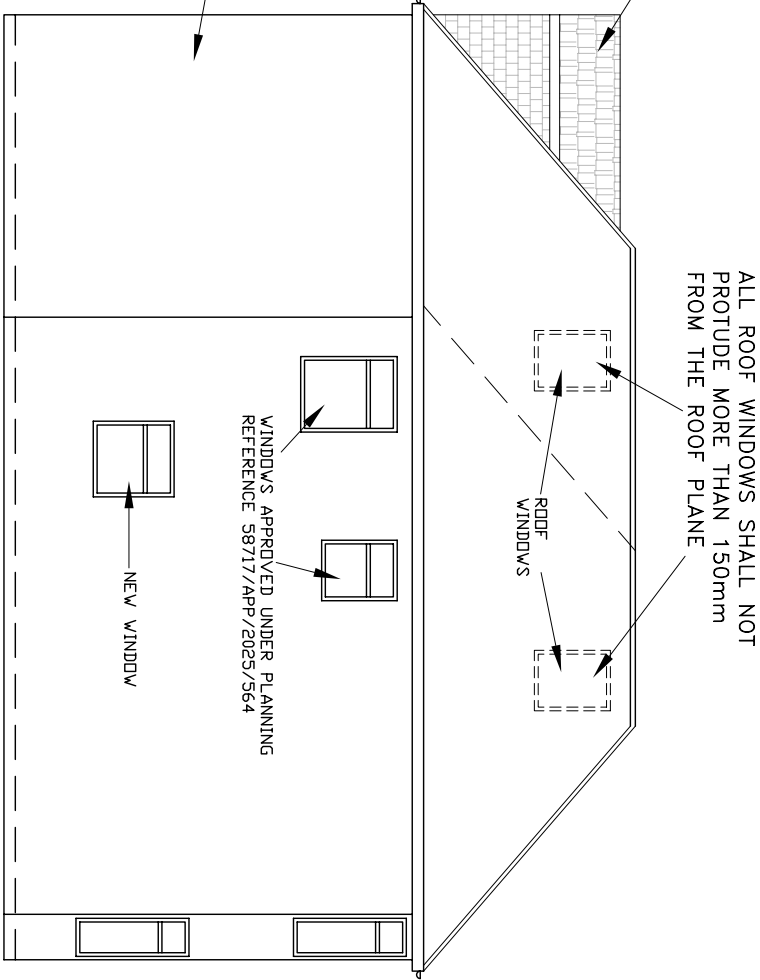 ALL ROOF WINDOWS SHALL NOT
PROTUDE MORE THAN 150mm
FROM THE ROOF PLANE
ROOF
WINDOWS
WINDOWS APPROVED UNDER PLANNING
REFERENCE 58717/APP/2025/564
NEW WINDOW